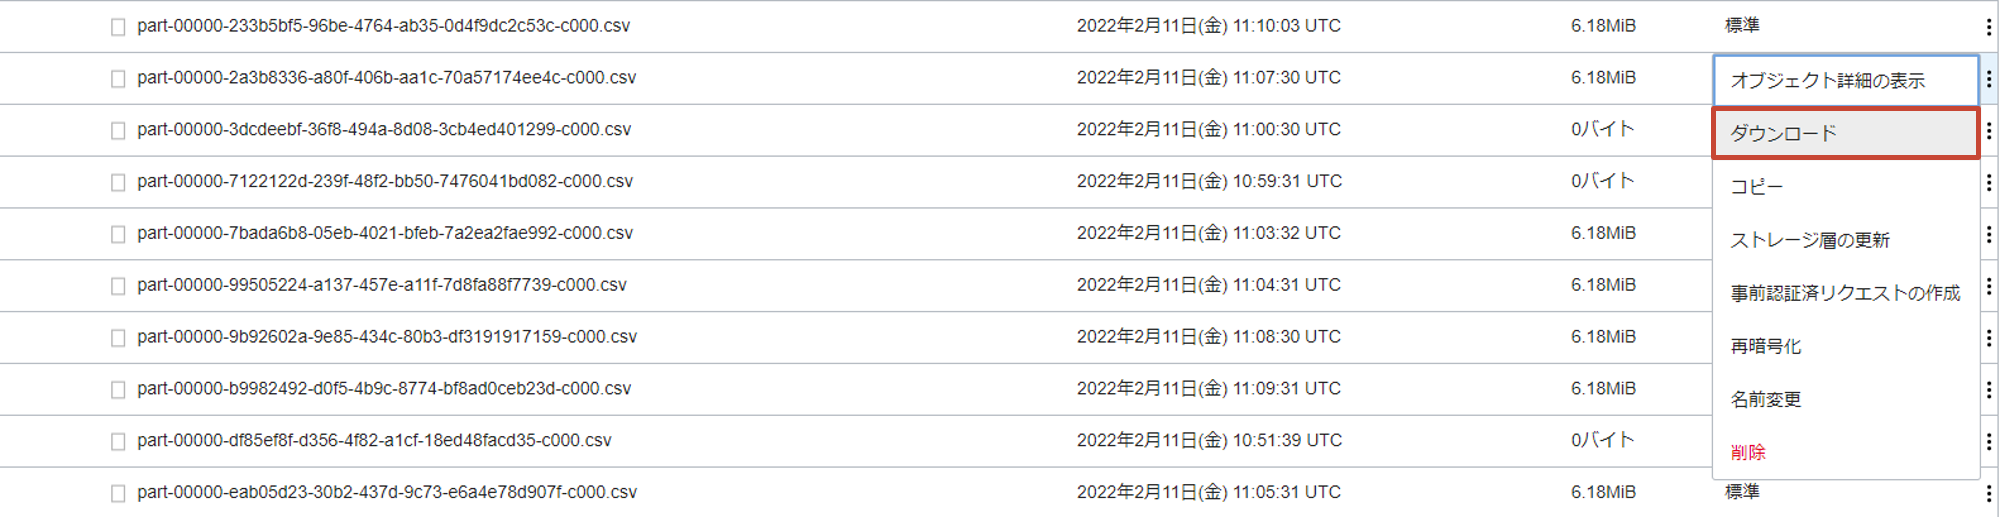 part-00000-233b5bf5-96be-4764-ab35-0d4f9dc2c53c-c000.csv 2022年2月11日(金) 11:10:03 UTC 6.18MiB 標準
part-00000-2a3b8336-a80f-406b-aa1c-70a57174ee4c-c000.csv 2022年2月11日(金) 11:07:30 UTC 6.18MiB
part-00000-3dcdeebf-36f8-494a-8d08-3cb4ed401299-c000.csv 2022年2月11日(金) 11:00:30 UTC 0バイト
part-00000-7122122d-239f-48f2-bb50-7476041bd082-c000.csv 2022年2月11日(金) 10:59:31 UTC 0バイト
part-00000-7bada6b8-05eb-4021-bfeb-7a2ea2fae992-c000.csv 2022年2月11日(金) 11:03:32 UTC 6.18MiB
part-00000-99505224-a137-457e-a11f-7d8fa88f7739-c000.csv 2022年2月11日(金) 11:04:31 UTC 6.18MiB
part-00000-9b92602a-9e85-434c-80b3-df3191917159-c000.csv 2022年2月11日(金) 11:08:30 UTC 6.18MiB
part-00000-b9982492-d0f5-4b9c-8774-bf8ad0ceb23d-c000.csv 2022年2月11日(金) 11:09:31 UTC 6.18MiB
part-00000-df85ef8f-d356-4f82-a1cf-18ed48facd35-c000.csv 2022年2月11日(金) 10:51:39 UTC 0バイト
part-00000-eab05d23-30b2-437d-9c73-e6a4e78d907f-c000.csv 2022年2月11日(金) 11:05:31 UTC 6.18MiB 標準
オブジェクト詳細の表示
ダウンロード
コピー
ストレージ層の更新
事前認証済リクエストの作成
再暗号化
名前変更
削除